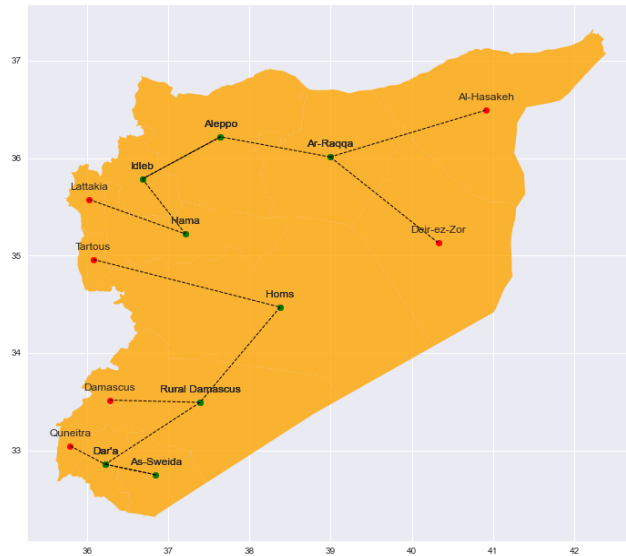 37
36
35
34
33
Al-Hasakeh
Aleppo
Ar-Raqqa
Idleb
Lattakia
Hama
Deir-ez-Zor
Tartous
Homs
Damascus
Rural Damascus
Quneitra
Dar'a
As-Sweida
36
37
38
39
40
41
42